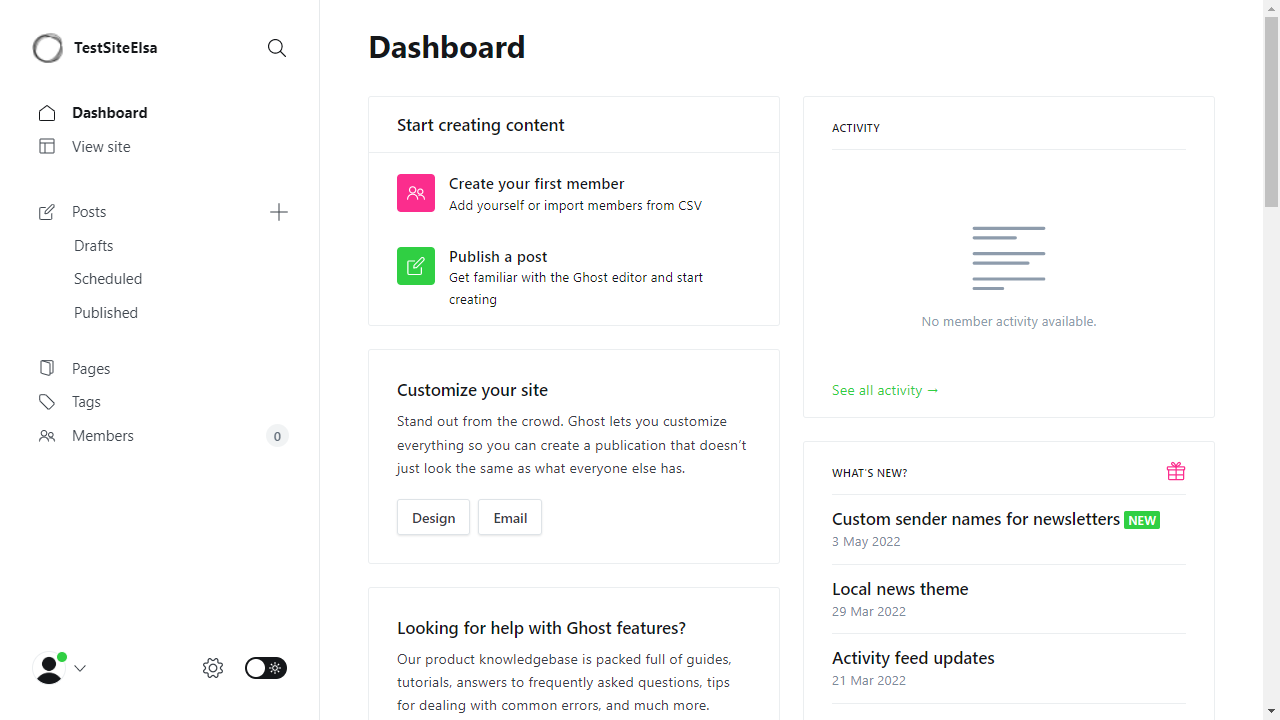 TestSiteElsa
Dashboard
View site
Posts
Drafts
Scheduled
Published
Pages
Tags
Members 0
Dashboard
Start creating content
Create your first member
Add yourself or import members from CSV
Publish a post
Get familiar with the Ghost editor and start
creating
Customize your site
Stand out from the crowd. Ghost lets you customize
everything so you can create a publication that doesn’t
just look the same as what everyone else has.
Design Email
Looking for help with Ghost features?
Our product knowledgebase is packed full of guides,
tutorials, answers to frequently asked questions, tips
for dealing with common errors, and much more.
ACTIVITY
No member activity available.
See all activity →
WHAT'S NEW?
Custom sender names for newsletters NEW
3 May 2022
Local news theme
29 Mar 2022
Activity feed updates
21 Mar 2022